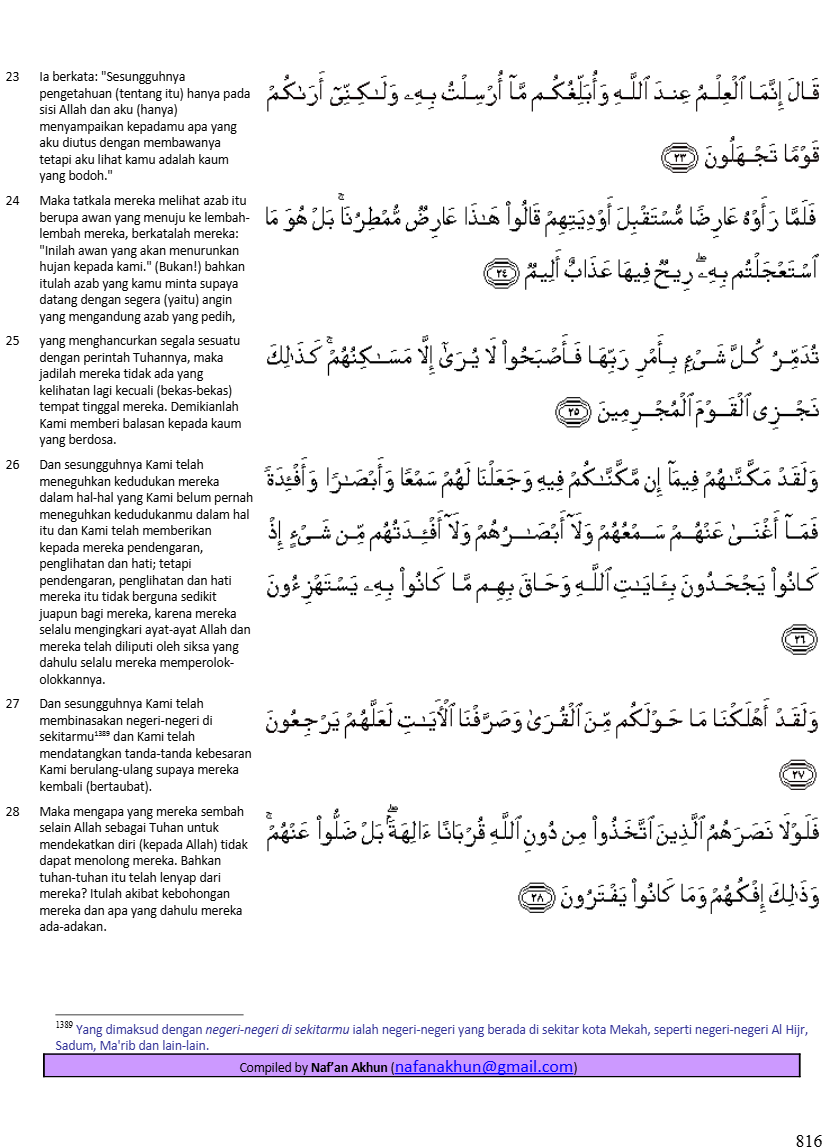 23 Ia berkata: "Sesungguhnya
pengetahuan (tentang itu) hanya pada
sisi Allah dan aku (hanya)
menyampaikan kepadamu apa yang
aku diutus dengan membawanya
tetapi aku lihat kamu adalah kaum
yang bodoh."
قَالَ إِنَّمَا ٱلْعِلْمُ عِندَ ٱللَّهِ وَأُبَلِّغُكُم مَّآ أُرْسِلْتُ بِهِۦ وَلَـٰكِنِّىٓ أَرَىٰكُمْ
قَوْمًا تَجْهَلُونَ ٢٣
24 Maka tatkala mereka melihat azab itu
berupa awan yang menuju ke lembah-
lembah mereka, berkatalah mereka:
"Inilah awan yang akan menurunkan
hujan kepada kami." (Bukan!) bahkan
itulah azab yang kamu minta supaya
datang dengan segera (yaitu) angin
yang mengandung azab yang pedih,
فَلَمَّا رَأَوْهُ عَارِضًا مُّسْتَقْبِلَ أَوْدِيَتِهِمْ قَالُوا۟ هَـٰذَا عَارِضٌ مُّمْطِرُنَا ۚ بَلْ هُوَ مَا
ٱسْتَعْجَلْتُم بِهِۦ ۖ رِيحٌ فِيهَا عَذَابٌ أَلِيمٌ ٢٤
25 yang menghancurkan segala sesuatu
dengan perintah Tuhannya, maka
jadilah mereka tidak ada yang
kelihatan lagi kecuali (bekas-bekas)
tempat tinggal mereka. Demikianlah
Kami memberi balasan kepada kaum
yang berdosa.
تُدَمِّرُ كُلَّ شَىْءٍۭ بِأَمْرِ رَبِّهَا فَأَصْبَحُوا۟ لَا يُرَىٰٓ إِلَّا مَسَـٰكِنُهُمْ ۚ كَذَٰلِكَ
نَجْزِى ٱلْقَوْمَ ٱلْمُجْرِمِينَ ٢٥
26 Dan sesungguhnya Kami telah
meneguhkan kedudukan mereka
dalam hal-hal yang Kami belum pernah
meneguhkan kedudukanmu dalam hal
itu dan Kami telah memberikan
kepada mereka pendengaran,
penglihatan dan hati; tetapi
pendengaran, penglihatan dan hati
mereka itu tidak berguna sedikit
juapun bagi mereka, karena mereka
selalu mengingkari ayat-ayat Allah dan
mereka telah diliputi oleh siksa yang
dahulu selalu mereka memperolok-
olokkannya.
وَلَقَدْ مَكَّنَّـٰهُمْ فِيمَآ إِن مَّكَّنَّـٰكُمْ فِيهِ وَجَعَلْنَا لَهُمْ سَمْعًا وَأَبْصَـٰرًا وَأَفْـِٔدَةً
فَمَآ أَغْنَىٰ عَنْهُمْ سَمْعُهُمْ وَلَآ أَبْصَـٰرُهُمْ وَلَآ أَفْـِٔدَتُهُم مِّن شَىْءٍ إِذْ
كَانُوا۟ يَجْحَدُونَ بِـَٔايَـٰتِ ٱللَّهِ وَحَاقَ بِهِم مَّا كَانُوا۟ بِهِۦ يَسْتَهْزِءُونَ
٢٦
27 Dan sesungguhnya Kami telah
membinasakan negeri-negeri di
sekitarmu¹³⁸⁹ dan Kami telah
mendatangkan tanda-tanda kebesaran
Kami berulang-ulang supaya mereka
kembali (bertaubat).
وَلَقَدْ أَهْلَكْنَا مَا حَوْلَكُم مِّنَ ٱلْقُرَىٰ وَصَرَّفْنَا ٱلْـَٔايَـٰتِ لَعَلَّهُمْ يَرْجِعُونَ
٢٧
28 Maka mengapa yang mereka sembah
selain Allah sebagai Tuhan untuk
mendekatkan diri (kepada Allah) tidak
dapat menolong mereka. Bahkan
tuhan-tuhan itu telah lenyap dari
mereka? Itulah akibat kebohongan
mereka dan apa yang dahulu mereka
ada-adakan.
فَلَوْلَا نَصَرَهُمُ ٱلَّذِينَ ٱتَّخَذُوا۟ مِن دُونِ ٱللَّهِ قُرْبَانًا ءَالِهَةًۢ ۖ بَلْ ضَلُّوا۟ عَنْهُمْ ۚ
وَذَٰلِكَ إِفْكُهُمْ وَمَا كَانُوا۟ يَفْتَرُونَ ٢٨
¹³⁸⁹ Yang dimaksud dengan negeri-negeri di sekitarmu ialah negeri-negeri yang berada di sekitar kota Mekah, seperti negeri-negeri Al Hijr,
Sadum, Ma'rib dan lain-lain.
Compiled by Naf’an Akhun (nafanakhun@gmail.com)
816